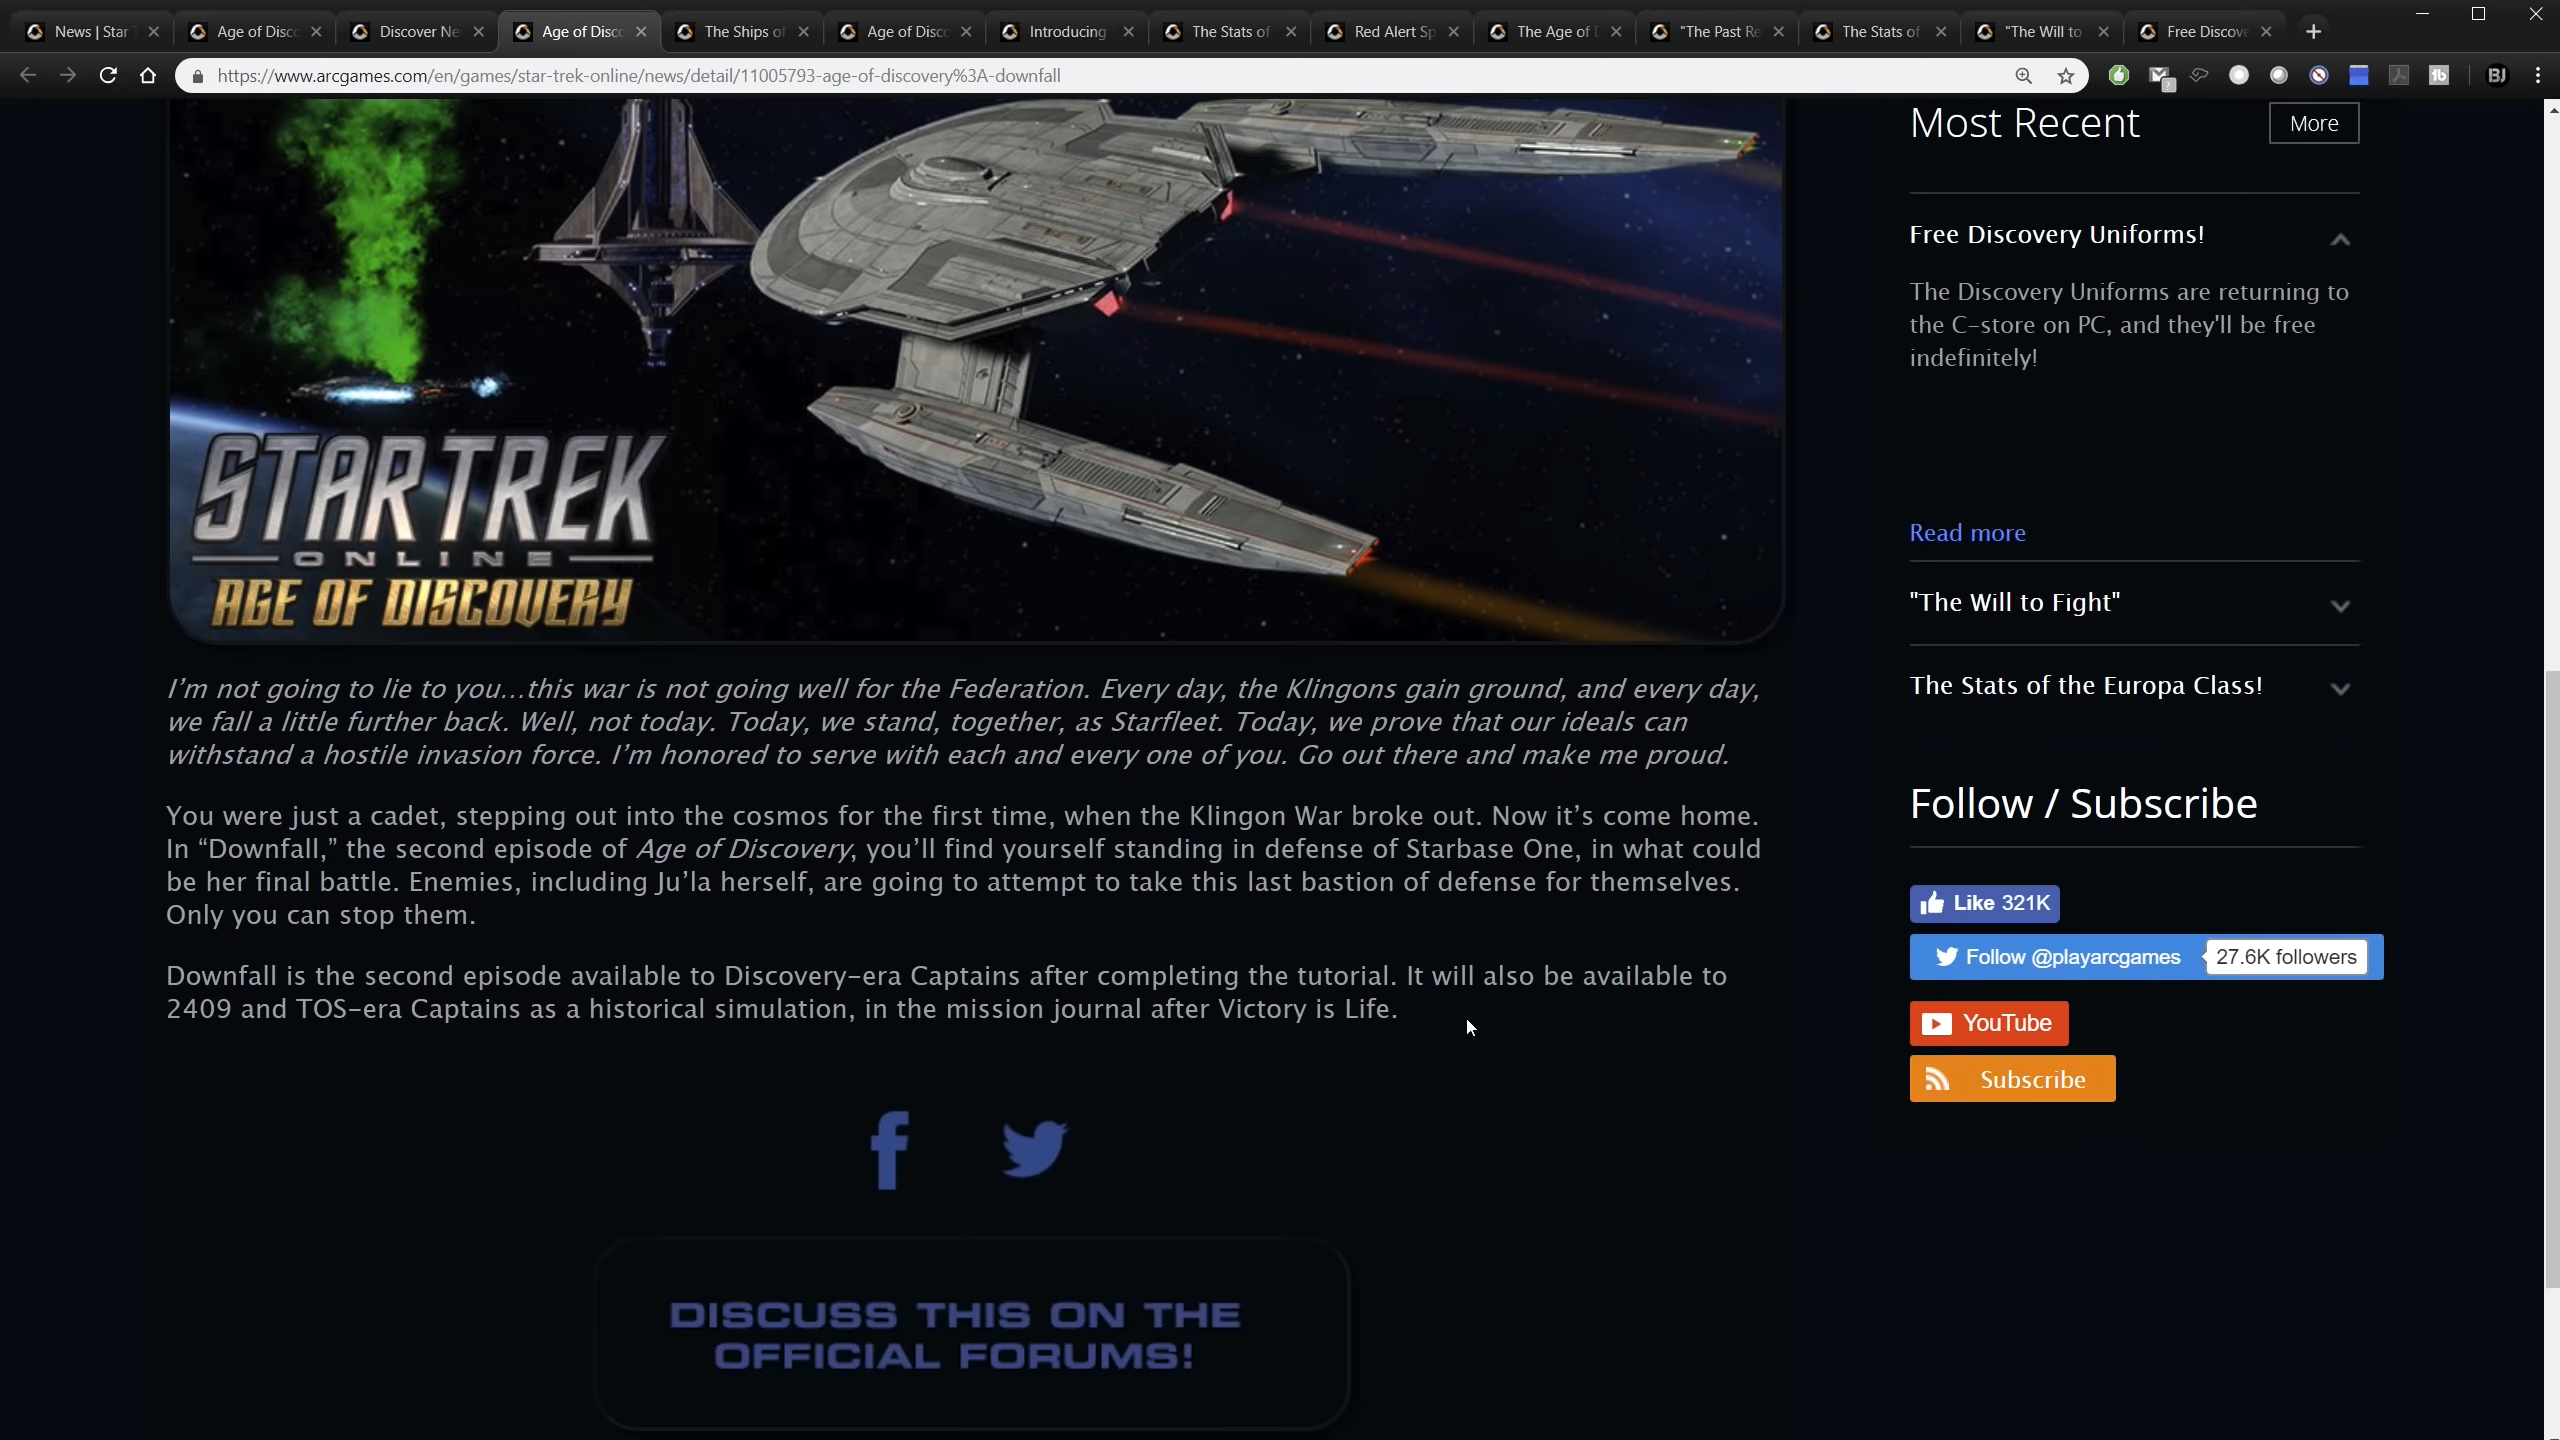 News | Star T
Age of Disc
Discover Ne
Age of Disc
The Ships of
Age of Disc
Introducing
The Stats of
Red Alert Sp
The Age of D
"The Past Re
The Stats of
"The Will to
Free Discov
https://www.arcgames.com/en/games/star-trek-online/news/detail/11005793-age-of-discovery%3A-downfall
BJ
STAR TREK
ONLINE
AGE OF DISCOVERY
I'm not going to lie to you…this war is not going well for the Federation. Every day, the Klingons gain ground, and every day,
we fall a little further back. Well, not today. Today, we stand, together, as Starfleet. Today, we prove that our ideals can
withstand a hostile invasion force. I'm honored to serve with each and every one of you. Go out there and make me proud.
You were just a cadet, stepping out into the cosmos for the first time, when the Klingon War broke out. Now it's come home.
In “Downfall,” the second episode of Age of Discovery, you'll find yourself standing in defense of Starbase One, in what could
be her final battle. Enemies, including Ju'la herself, are going to attempt to take this last bastion of defense for themselves.
Only you can stop them.
Downfall is the second episode available to Discovery-era Captains after completing the tutorial. It will also be available to
2409 and TOS-era Captains as a historical simulation, in the mission journal after Victory is Life.
DISCUSS THIS ON THE
OFFICIAL FORUMS!
Most Recent
More
Free Discovery Uniforms!
The Discovery Uniforms are returning to
the C-store on PC, and they'll be free
indefinitely!
Read more
"The Will to Fight"
The Stats of the Europa Class!
Follow / Subscribe
Like 321K
Follow @playarcgames
27.6K followers
YouTube
Subscribe